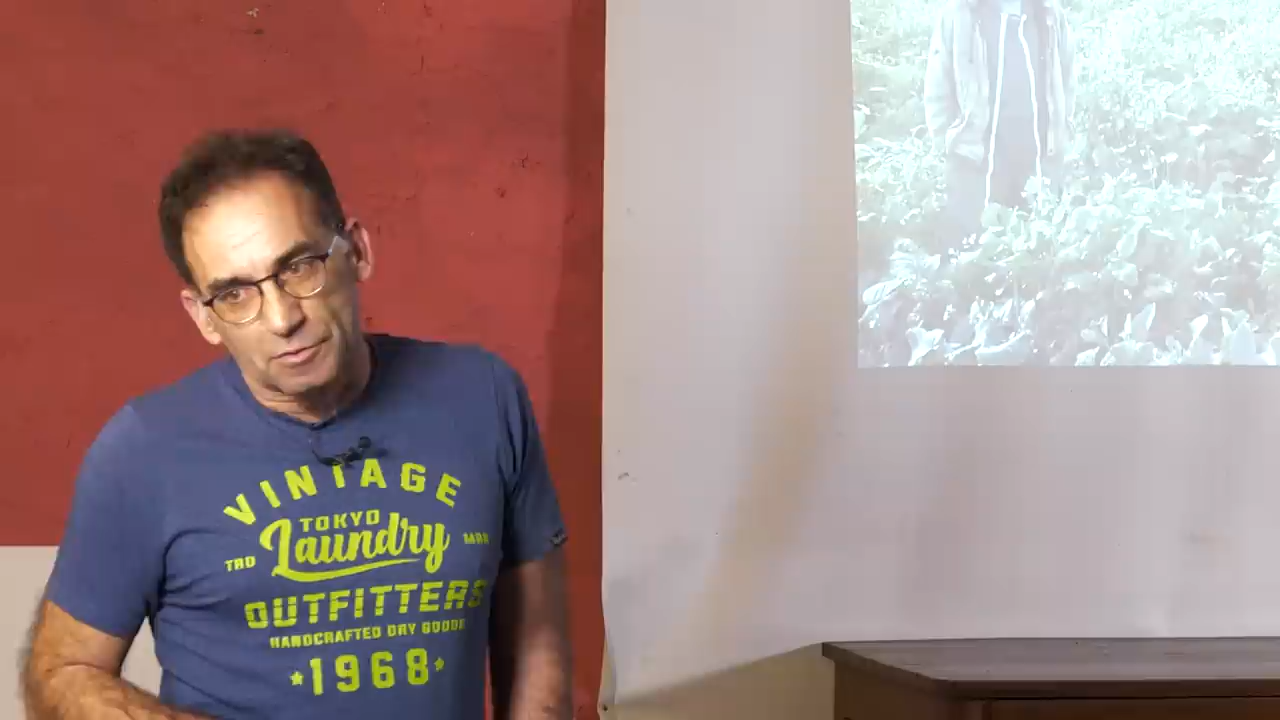 VINTAGE
TOKYO
Laundry
TRD MRK
OUTFITTERS
HANDCRAFTED DRY GOODS
1968